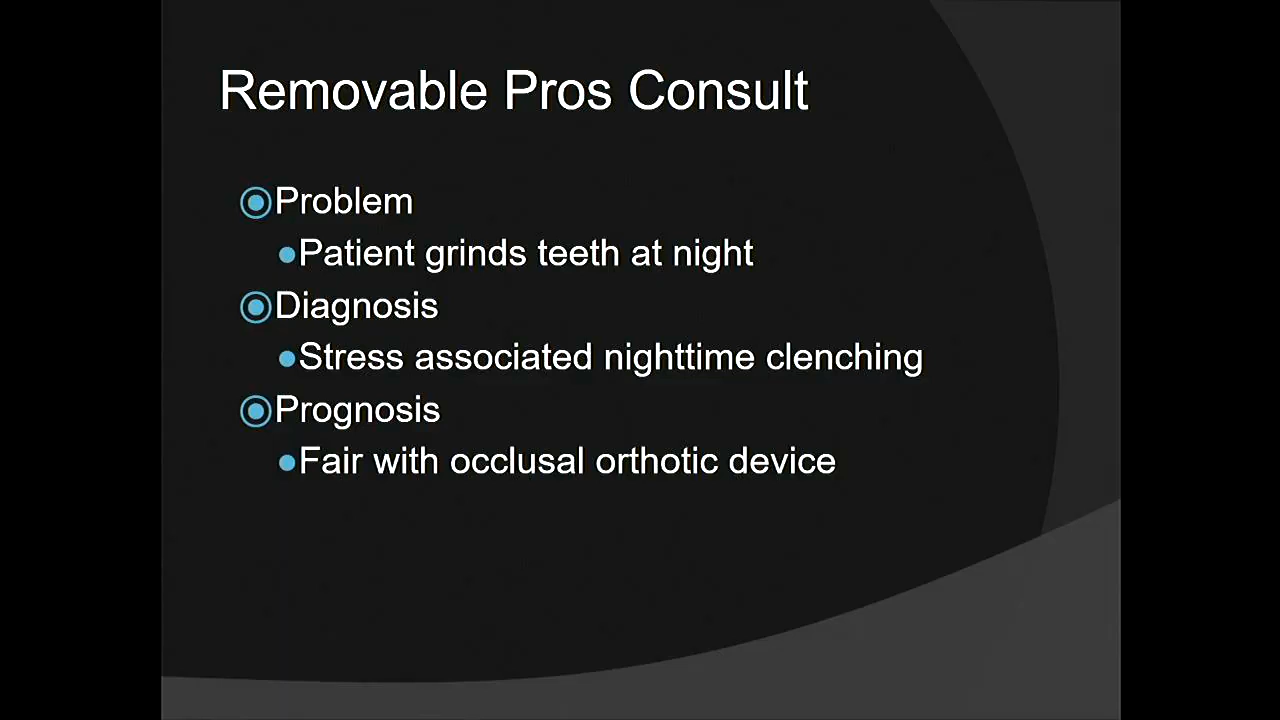 Removable Pros Consult
Problem
Patient grinds teeth at night
Diagnosis
Stress associated nighttime clenching
Prognosis
Fair with occlusal orthotic device